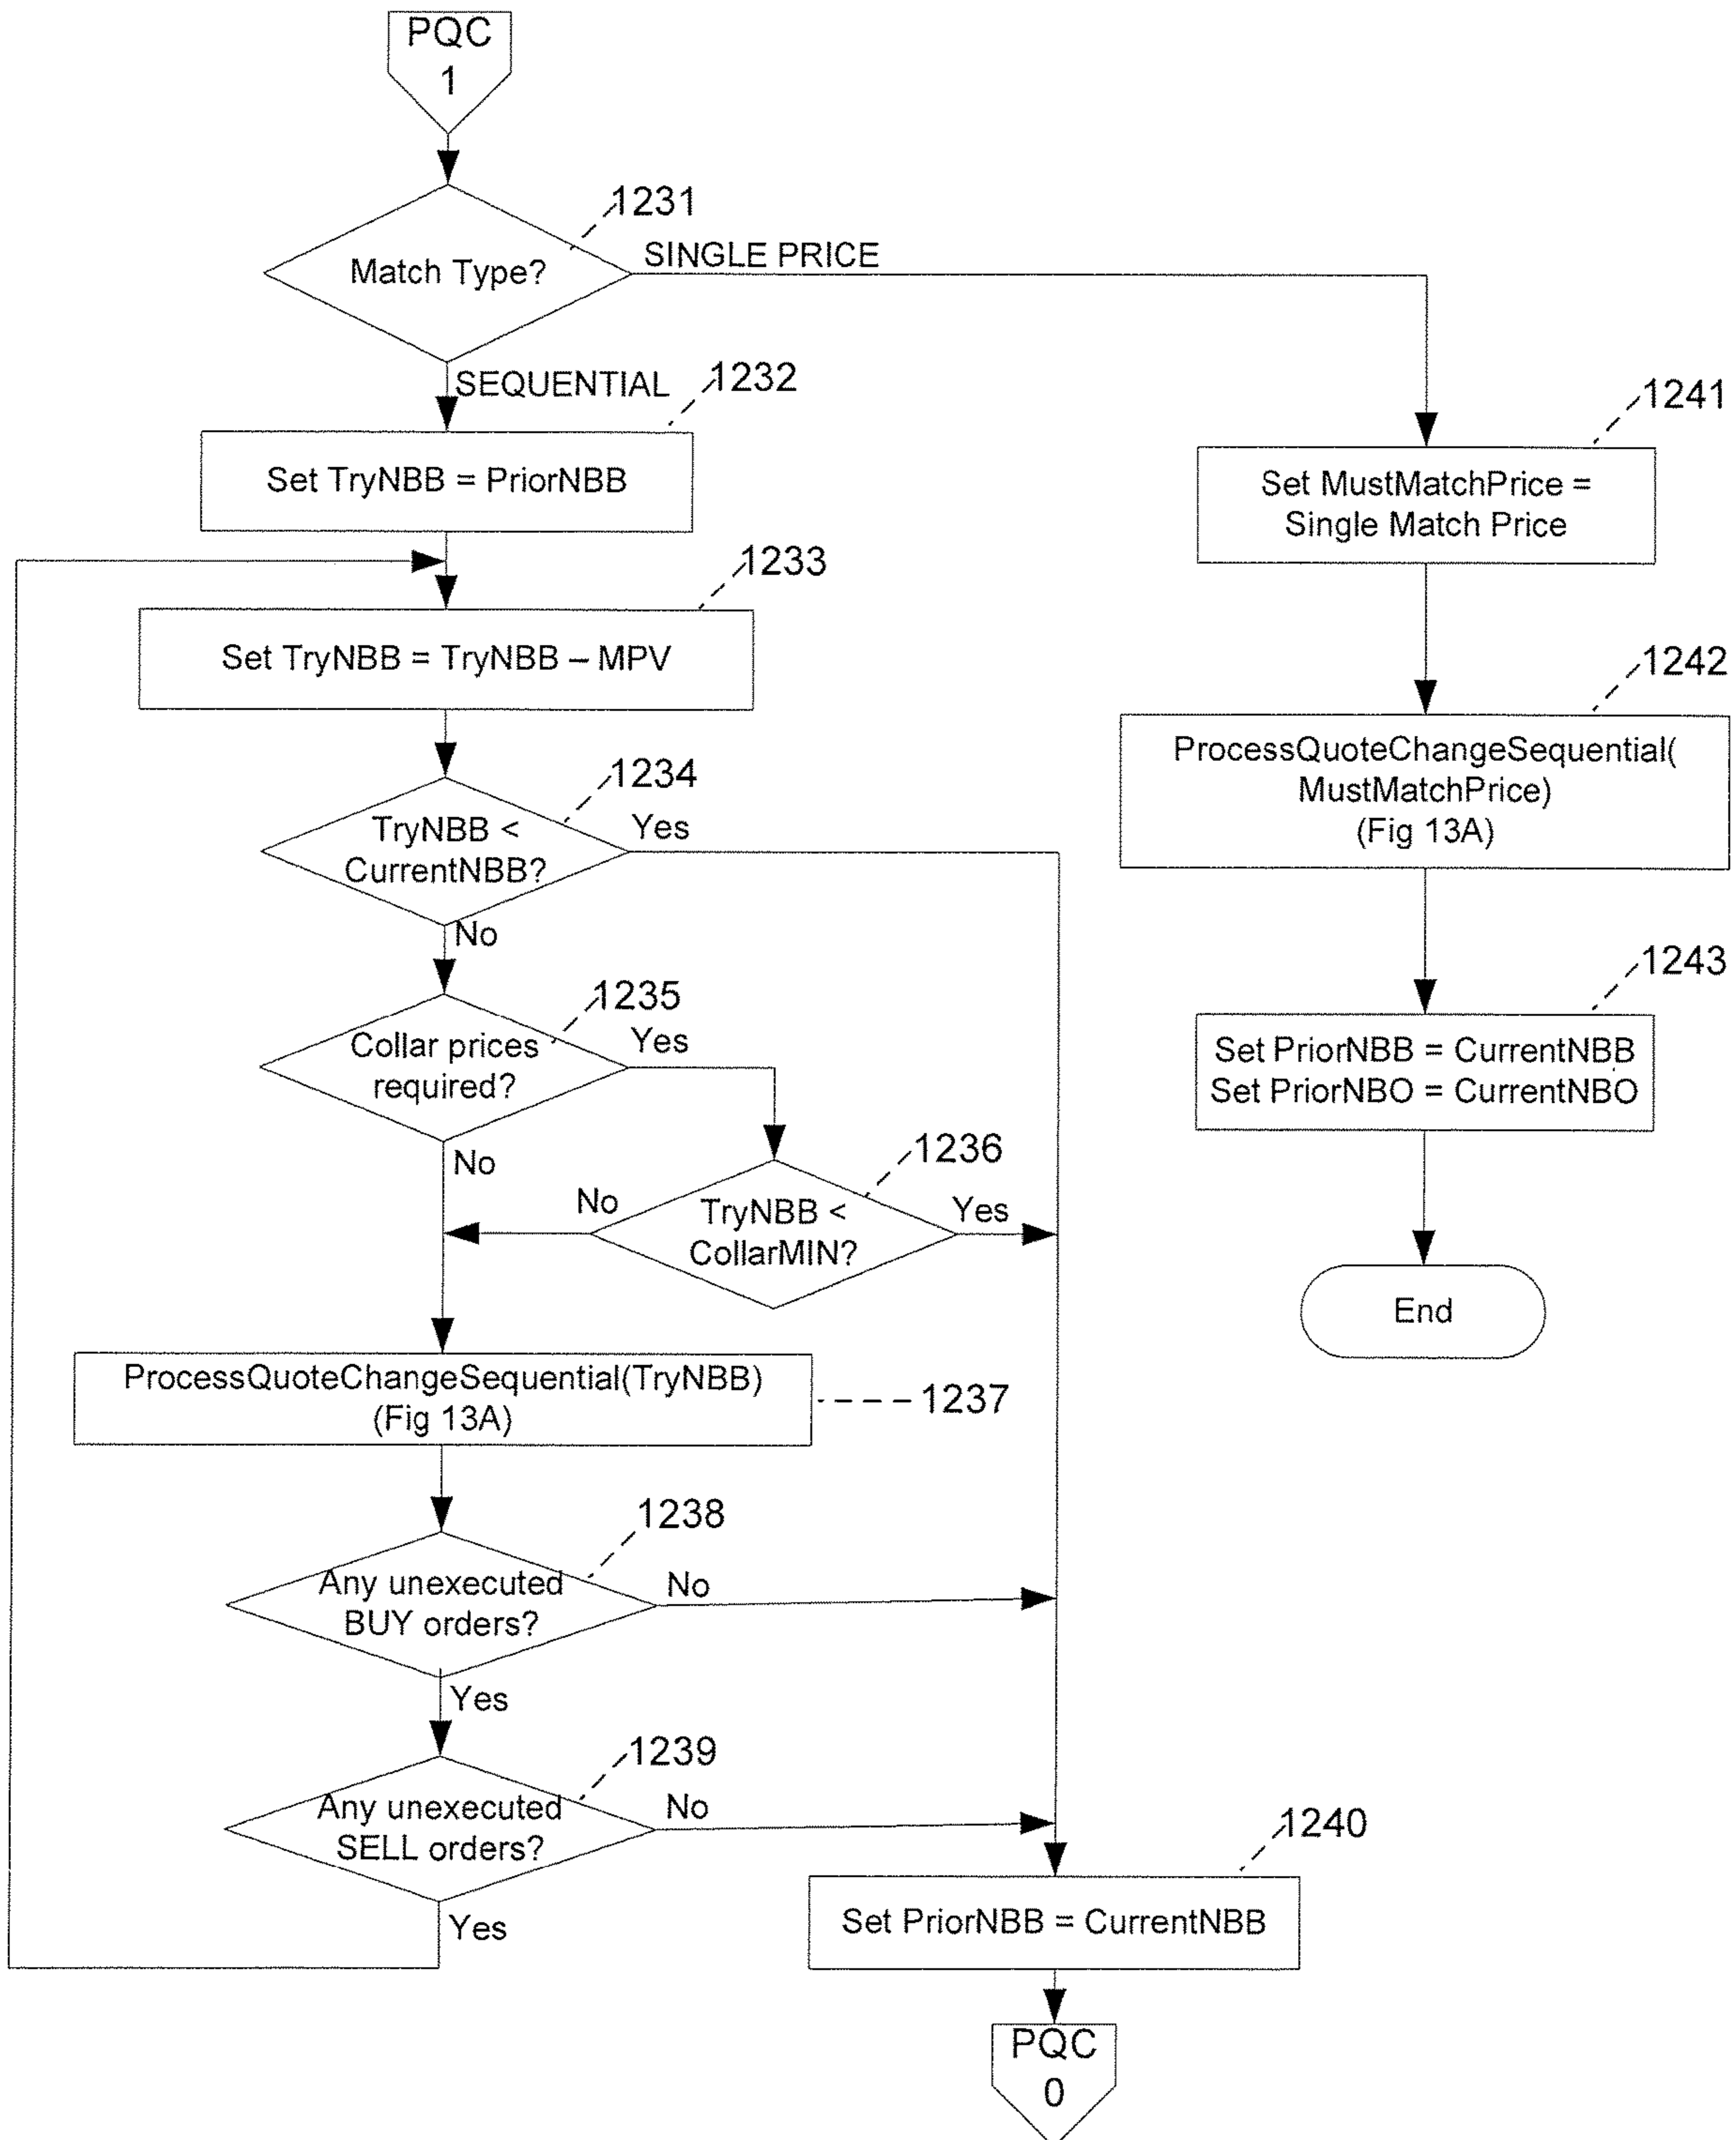 PQC
1
1231
Match Type?
SINGLE PRICE
SEQUENTIAL
1232
Set TryNBB = PriorNBB
1233
Set TryNBB = TryNBB – MPV
1234
TryNBB <
CurrentNBB?
Yes
No
1235
Collar prices
required?
Yes
No
1236
TryNBB <
CollarMIN?
No
Yes
ProcessQuoteChangeSequential(TryNBB)
(Fig 13A)
1237
1238
Any unexecuted
BUY orders?
No
Yes
1239
Any unexecuted
SELL orders?
No
Yes
1240
Set PriorNBB = CurrentNBB
PQC
0
1241
Set MustMatchPrice =
Single Match Price
1242
ProcessQuoteChangeSequential(
MustMatchPrice)
(Fig 13A)
1243
Set PriorNBB = CurrentNBB
Set PriorNBO = CurrentNBO
End